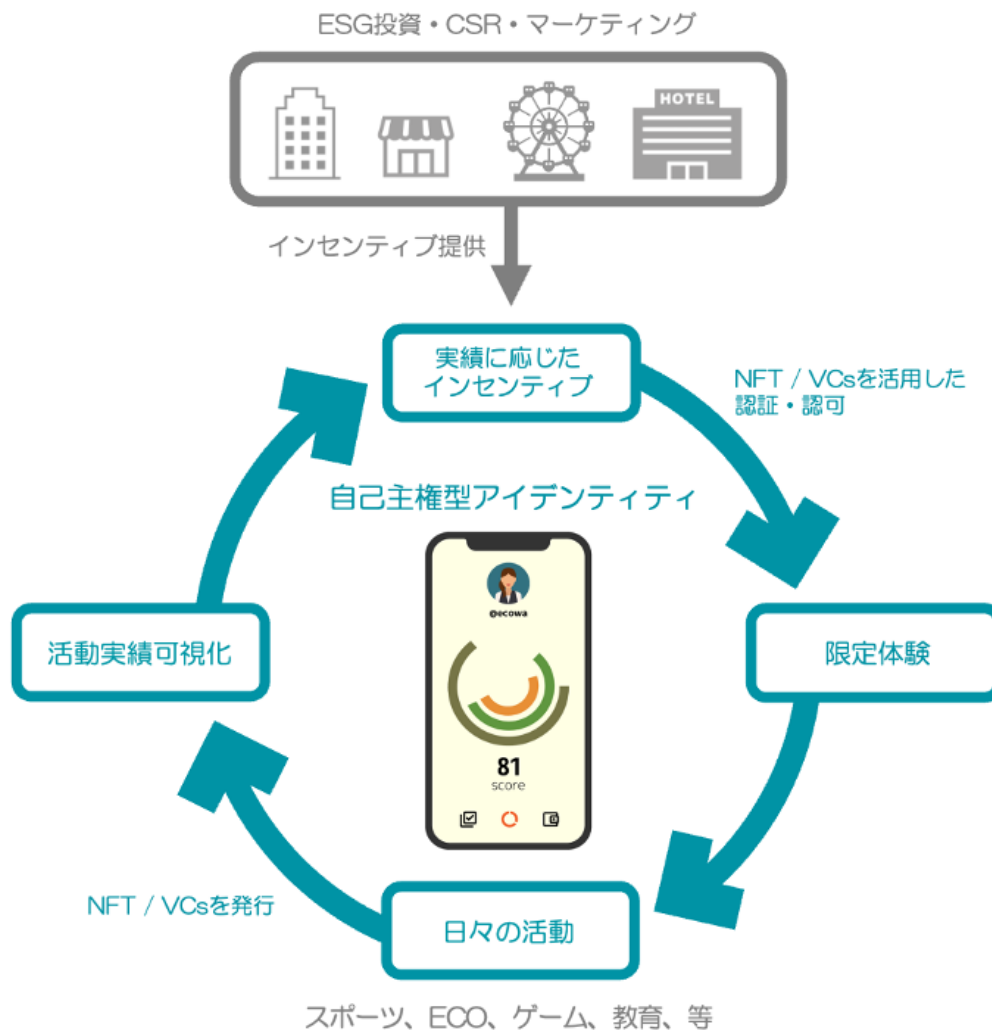 ESG投資・CSR・マーケティング
HOTEL
インセンティブ提供
実績に応じた
インセンティブ
NFT / VCsを活用した
認証・認可
自己主権型アイデンティティ
@ecowa
81
score
活動実績可視化
限定体験
NFT / VCsを発行
日々の活動
スポーツ、ECO、ゲーム、教育、等